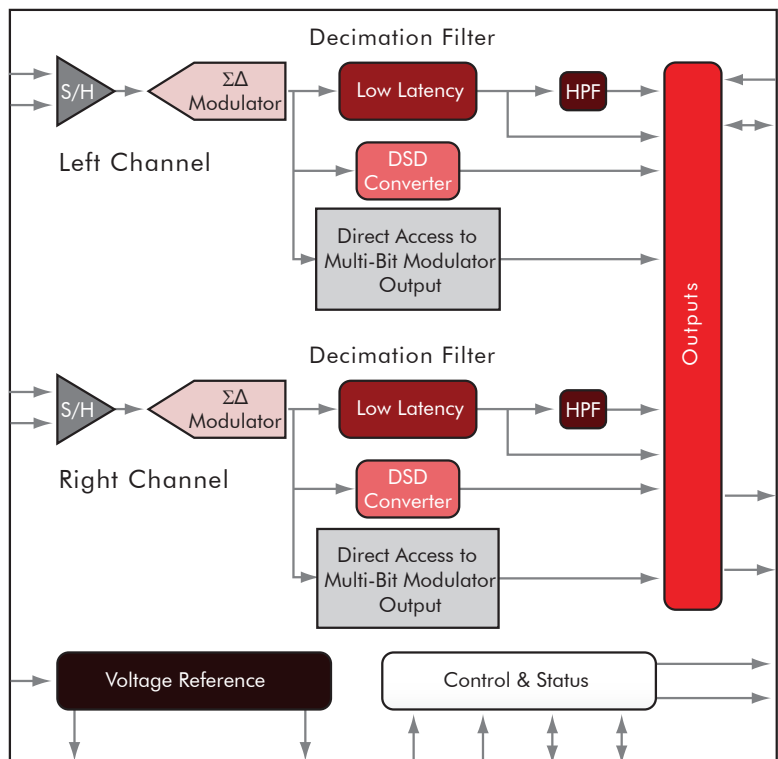 Decimation Filter
S/H
ΣΔ
Modulator
Low Latency
HPF
Left Channel
DSD
Converter
Direct Access to
Multi-Bit Modulator
Output
Outputs
Decimation Filter
S/H
ΣΔ
Modulator
Low Latency
HPF
Right Channel
DSD
Converter
Direct Access to
Multi-Bit Modulator
Output
Voltage Reference
Control & Status